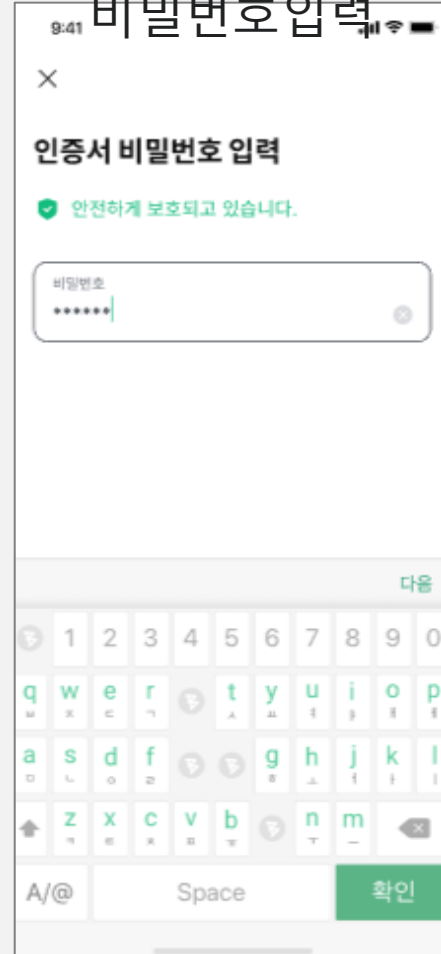 비밀번호입력
9:41
인증서 비밀번호 입력
안전하게 보호되고 있습니다.
비밀번호
••••••
다음
1 2 3 4 5 6 7 8 9 0
q w e r t y u i o p
ㅂ ㅈ ㄷ ㄱ ㅅ ㅛ ㅕ ㅑ ㅐ ㅔ
a s d f g h j k l
ㅁ ㄴ ㅇ ㄹ ㅎ ㅗ ㅓ ㅏ ㅣ
z x c v b n m
ㅋ ㅌ ㅊ ㅍ ㅠ ㅜ ㅡ
A/@ Space 확인